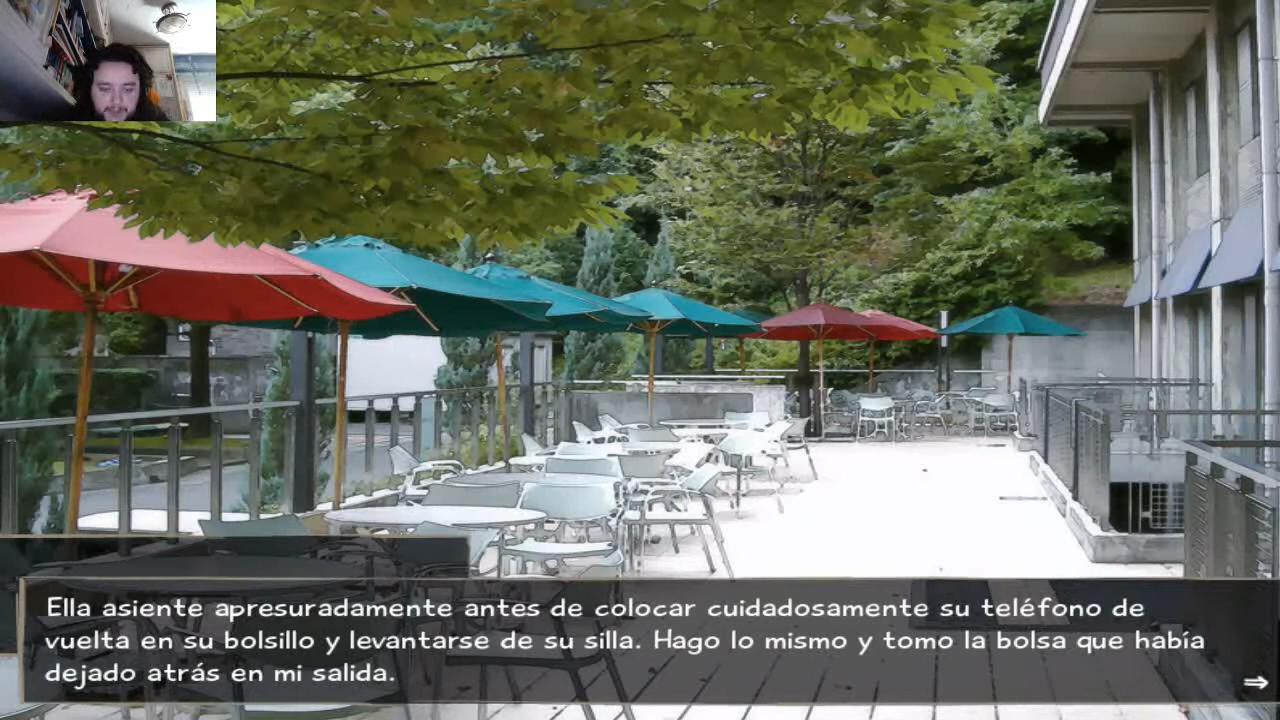 Ella asiente apresuradamente antes de colocar cuidadosamente su teléfono de
vuelta en su bolsillo y levantarse de su silla. Hago lo mismo y tomo la bolsa que había
dejado atrás en mi salida.